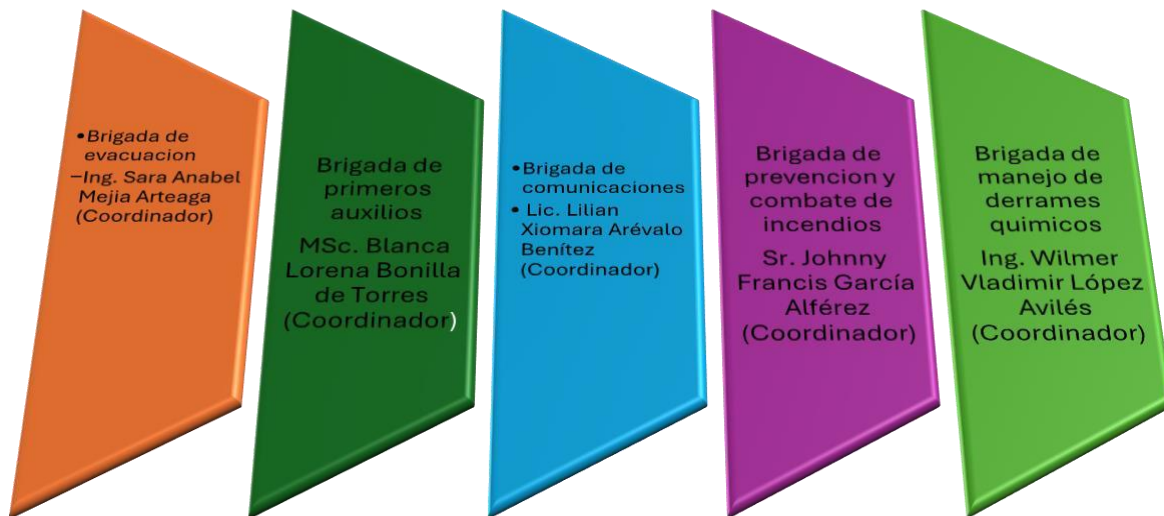 •Brigada de
evacuacion
–Ing. Sara Anabel
Mejia Arteaga
(Coordinador)
Brigada de
primeros
auxilios
MSc. Blanca
Lorena Bonilla
de Torres
(Coordinador)
•Brigada de
comunicaciones
• Lic. Lilian
Xiomara Arévalo
Benítez
(Coordinador)
Brigada de
prevencion y
combate de
incendios
Sr. Johnny
Francis García
Alférez
(Coordinador)
Brigada de
manejo de
derrames
quimicos
Ing. Wilmer
Vladimir López
Avilés
(Coordinador)